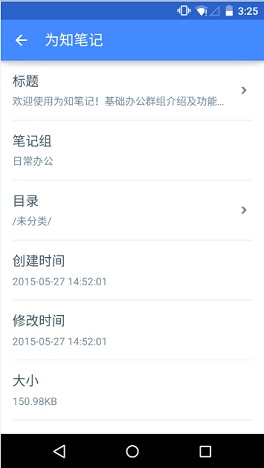 3:25
为知笔记
标题
欢迎使用为知笔记！基础办公群组介绍及功能...
笔记组
日常办公
目录
/未分类/
创建时间
2015-05-27 14:52:01
修改时间
2015-05-27 14:52:01
大小
150.98KB